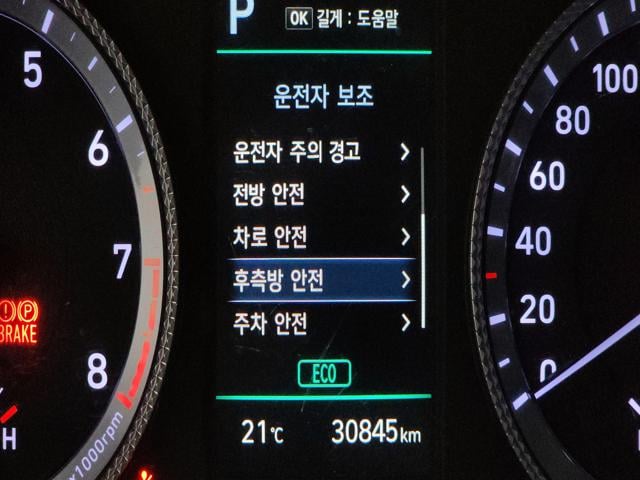 P
OK 길게 : 도움말
운전자 보조
운전자 주의 경고
전방 안전
차로 안전
후측방 안전
주차 안전
ECO
21℃ 30845km
5
6
7
8
x1000rpm
BRAKE
H
100
80
60
40
20
0